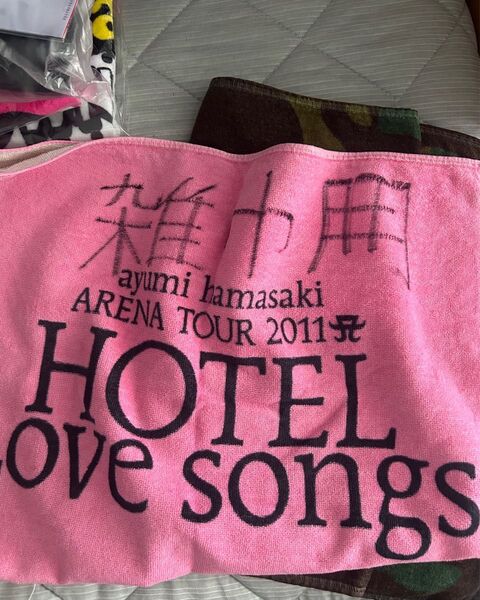 雑巾用
ayumi hamasaki
ARENA TOUR 2011
HOTEL
Love songs